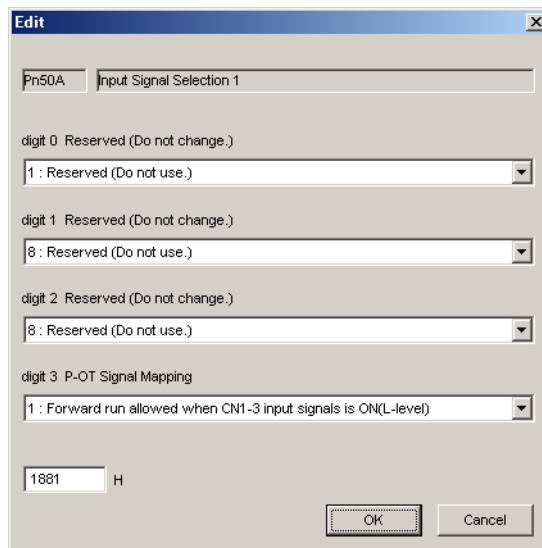 Edit
Pn50A Input Signal Selection 1
digit 0 Reserved (Do not change.)
1 : Reserved (Do not use.)
digit 1 Reserved (Do not change.)
8 : Reserved (Do not use.)
digit 2 Reserved (Do not change.)
8 : Reserved (Do not use.)
digit 3 P-OT Signal Mapping
1 : Forward run allowed when CN1-3 input signals is ON(L-level)
1881 H
OK Cancel